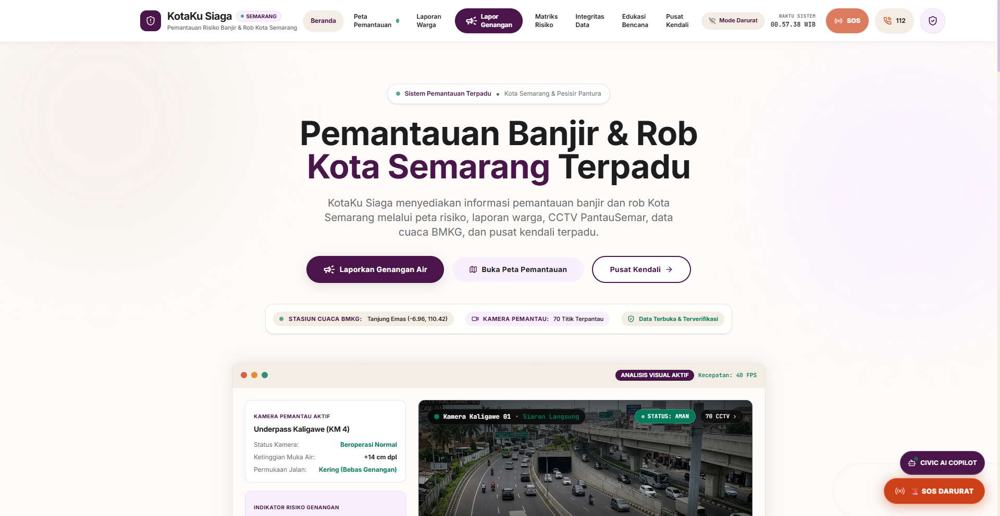 KotaKu Siaga
SEMARANG
Pemantauan Risiko Banjir & Rob Kota Semarang
Beranda
Peta
Pemantauan
Laporan
Warga
Lapor
Genangan
Matriks
Risiko
Integritas
Data
Edukasi
Bencana
Pusat
Kendali
Mode Darurat
WAKTU SISTEM
00.57.38 WIB
SOS
112
Sistem Pemantauan Terpadu • Kota Semarang & Pesisir Pantura
Pemantauan Banjir & Rob
Kota Semarang Terpadu
KotaKu Siaga menyediakan informasi pemantauan banjir dan rob Kota
Semarang melalui peta risiko, laporan warga, CCTV PantauSemar, data
cuaca BMKG, dan pusat kendali terpadu.
Laporkan Genangan Air
Buka Peta Pemantauan
Pusat Kendali →
STASIUN CUACA BMKG: Tanjung Emas (-6.96, 110.42)
KAMERA PEMANTAU: 70 Titik Terpantau
Data Terbuka & Terverifikasi
ANALISIS VISUAL AKTIF
Kecepatan: 40 FPS
KAMERA PEMANTAU AKTIF
Underpass Kaligawe (KM 4)
Status Kamera: Beroperasi Normal
Ketinggian Muka Air: +14 cm dpl
Permukaan Jalan: Kering (Bebas Genangan)
INDIKATOR RISIKO GENANGAN
CCTV-KALIGAWE-01
CAM 01
Kamera Kaligawe 01 • Siaran Langsung
STATUS: AMAN
70 CCTV >
CIVIC AI COPILOT
SOS DARURAT